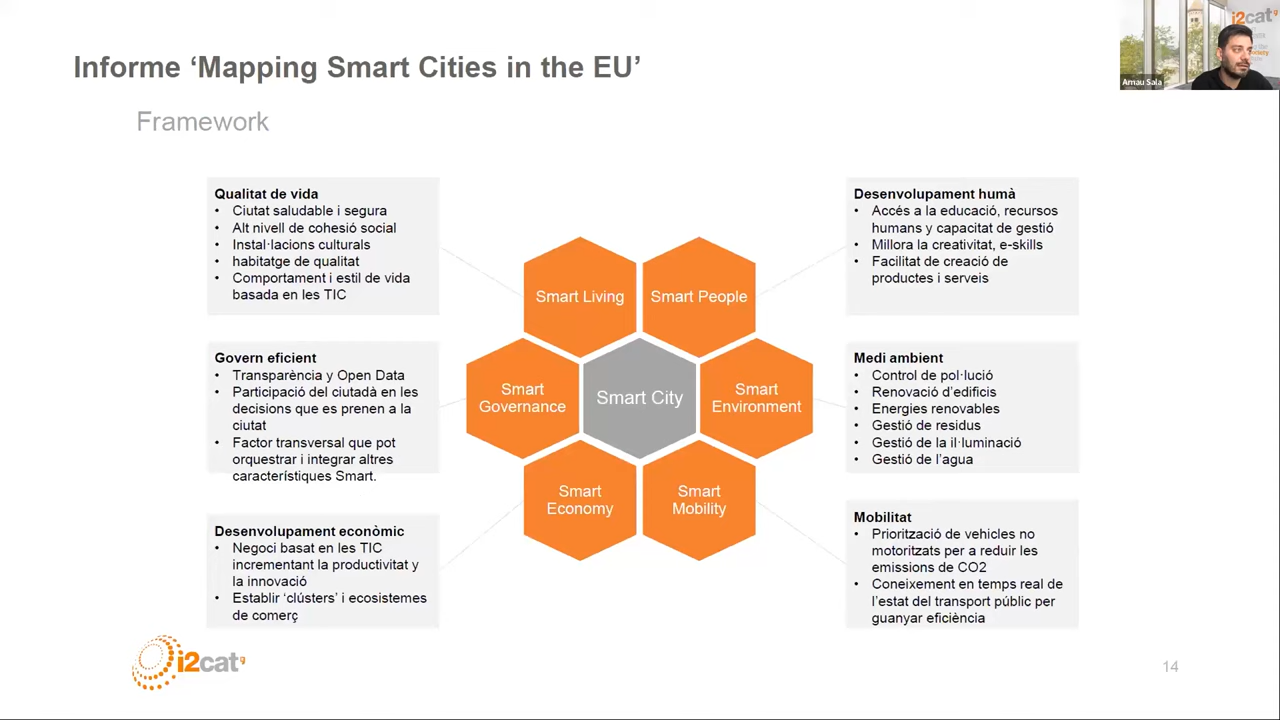 Informe ‘Mapping Smart Cities in the EU’
Framework
i2cat
Arnau Sala
Qualitat de vida
• Ciutat saludable i segura
• Alt nivell de cohesió social
• Instal·lacions culturals
• habitatge de qualitat
• Comportament i estil de vida
basada en les TIC
Govern eficient
• Transparència y Open Data
• Participació del ciutadà en les
decisions que es prenen a la
ciutat
• Factor transversal que pot
orquestrar i integrar altres
característiques Smart.
Desenvolupament econòmic
• Negoci basat en les TIC
incrementant la productivitat y
la innovació
• Establir ‘clústers’ i ecosistemes
de comerç
Smart Living
Smart People
Smart
Governance
Smart City
Smart
Environment
Smart
Economy
Smart
Mobility
Desenvolupament humà
• Accés a la educació, recursos
humans y capacitat de gestió
• Millora la creativitat, e-skills
• Facilitat de creació de
productes i serveis
Medi ambient
• Control de pol·lució
• Renovació d’edificis
• Energies renovables
• Gestió de residus
• Gestió de la il·luminació
• Gestió de l’agua
Mobilitat
• Priorització de vehicles no
motoritzats per a reduir les
emissions de CO2
• Coneixement en temps real de
l’estat del transport públic per
guanyar eficiència
i2cat
14